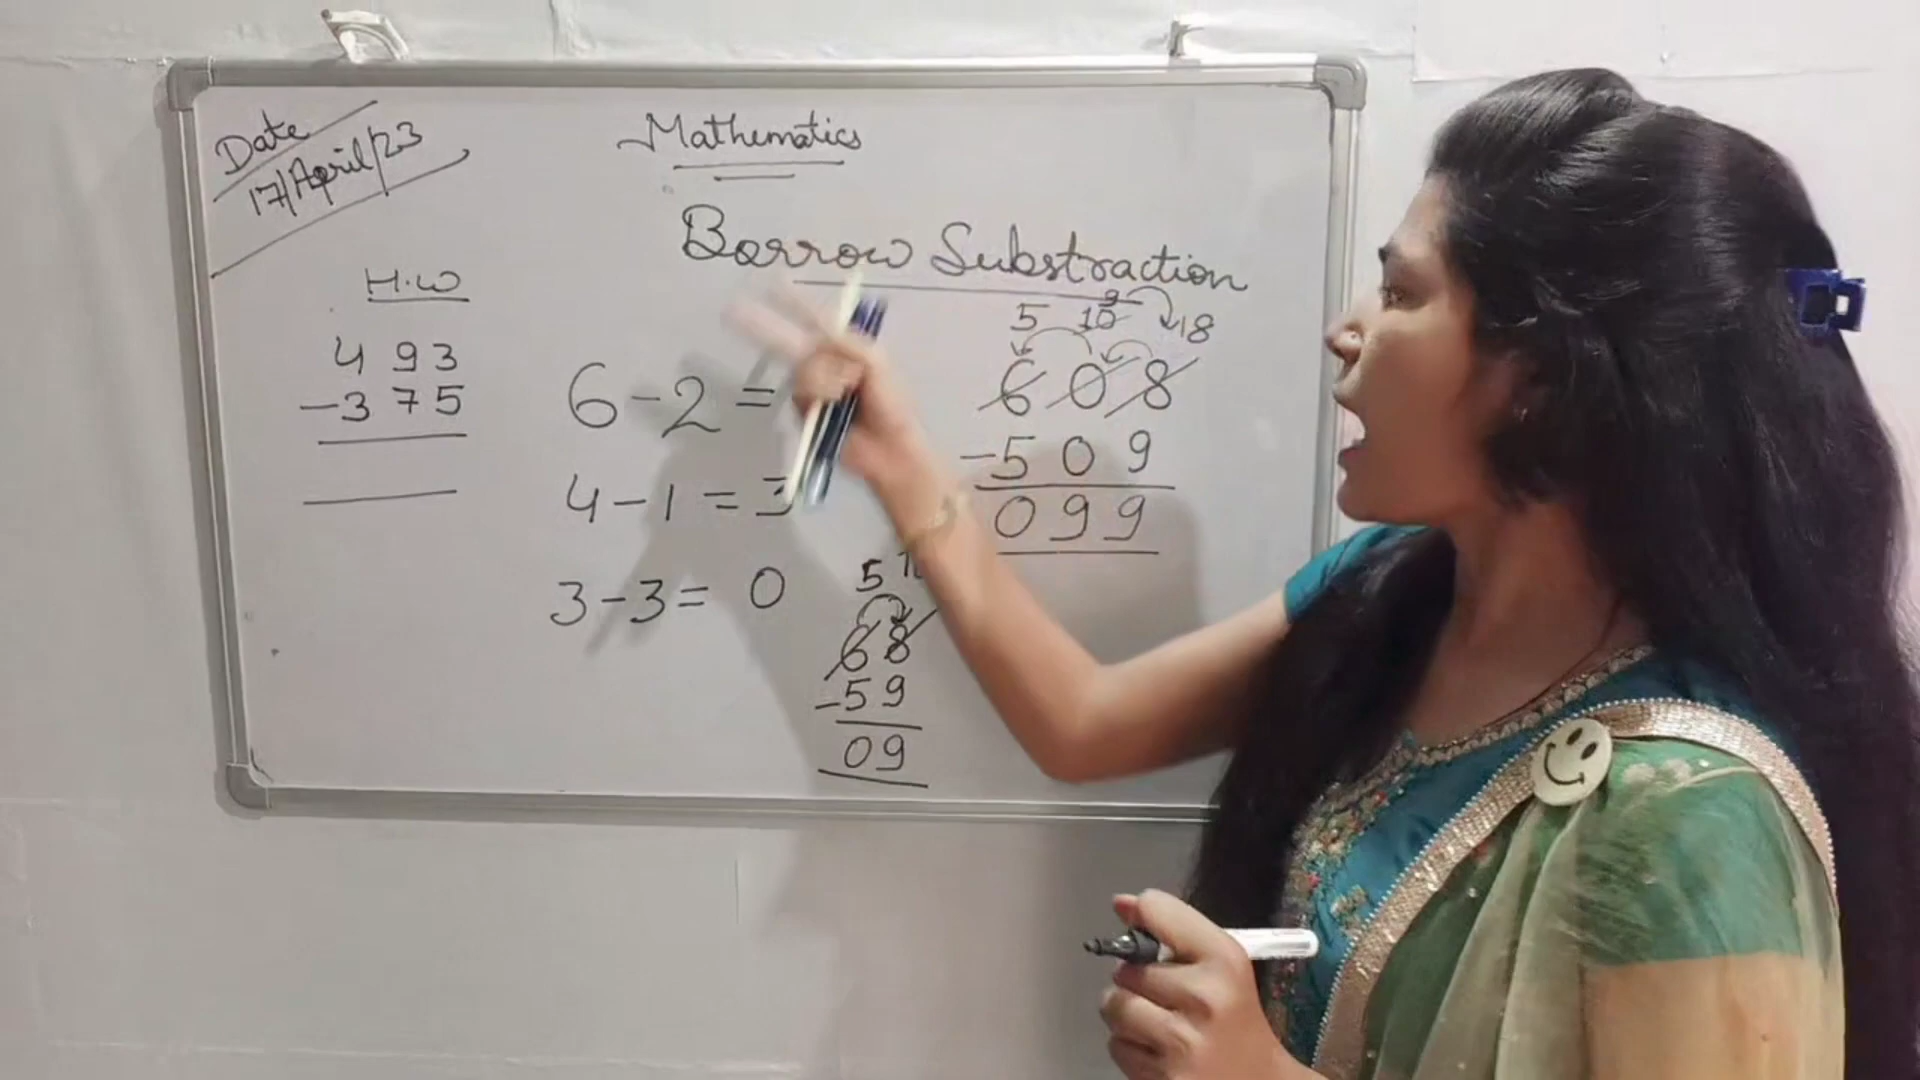 Date
17/April/23
Mathematics
Borrow Substraction
H.W
4 9 3
- 3 7 5
6 - 2 =
4 - 1 = 3
3 - 3 = 0
9
5 10 18
6 0 8
- 5 0 9
0 9 9
5
6 8
- 5 9
0 9